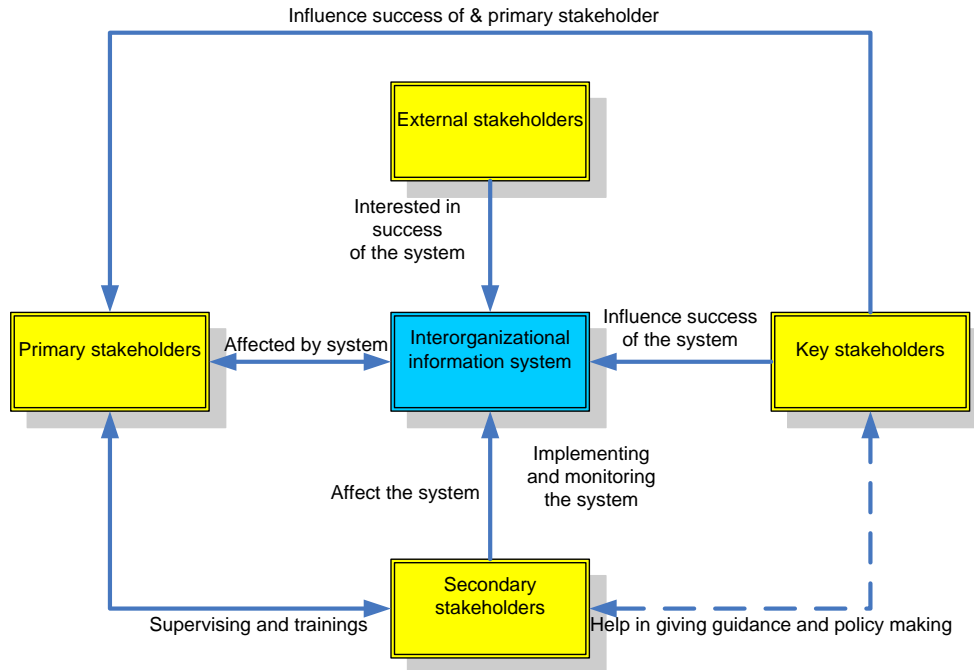 Influence success of & primary stakeholder
External stakeholders
Interested in
success
of the system
Primary stakeholders
Affected by system
Interorganizational
information system
Influence success
of the system
Key stakeholders
Affect the system
Implementing
and monitoring
the system
Secondary
stakeholders
Supervising and trainings
Help in giving guidance and policy making